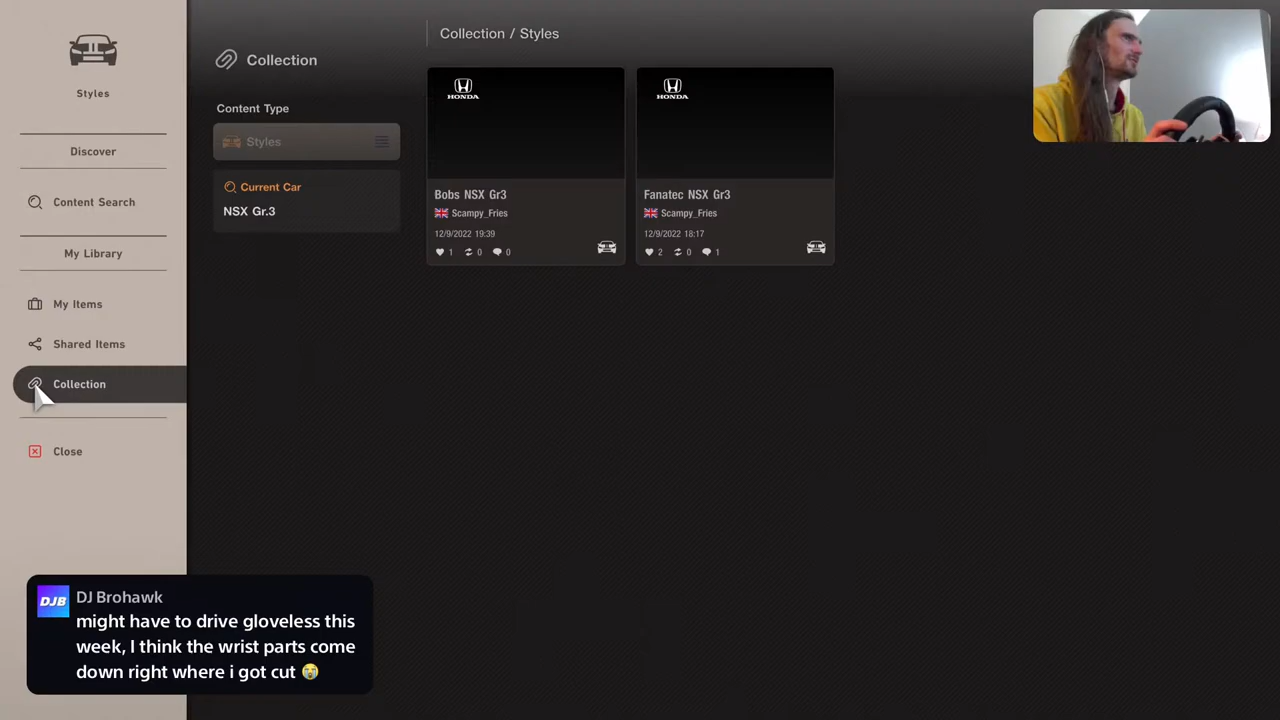 Styles
Discover
Content Search
My Library
My Items
Shared Items
Collection
Close
Collection
Content Type
Styles
Current Car
NSX Gr.3
Collection / Styles
HONDA
Bobs NSX Gr3
Scampy_Fries
12/9/2022 19:39
1 0 0
HONDA
Fanatec NSX Gr3
Scampy_Fries
12/9/2022 18:17
2 0 1
DJB
DJ Brohawk
might have to drive gloveless this
week, I think the wrist parts come
down right where i got cut 😭